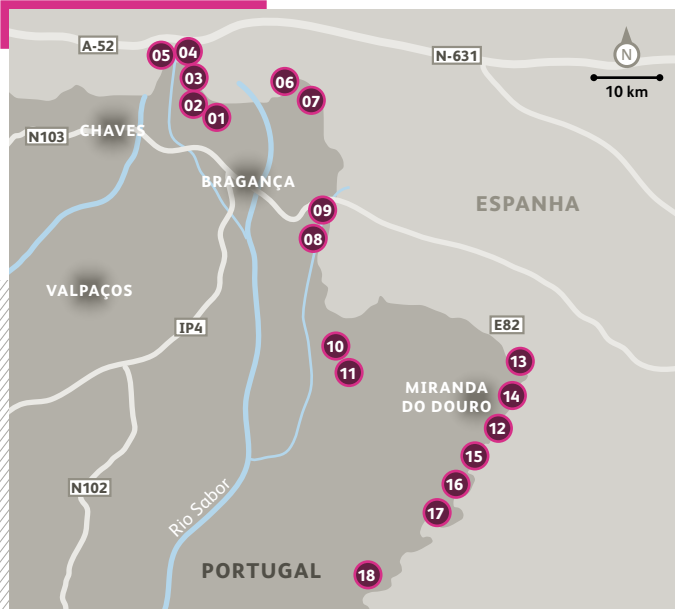 A-52
05
04
N-631
N
10 km
03
06
07
02
01
N103
CHAVES
BRAGANÇA
09
ESPANHA
08
VALPAÇOS
IP4
E82
10
13
11
MIRANDA
DO DOURO
14
12
15
N102
16
Rio Sabor
17
PORTUGAL
18